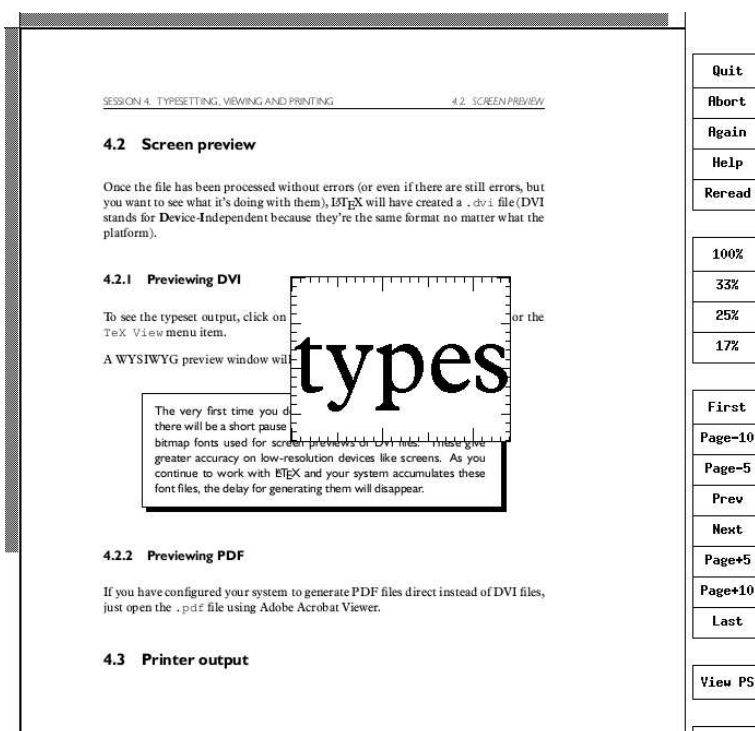 SESSION 4. TYPESETTING, VIEWING AND PRINTING 4.2. SCREEN PREVIEW
4.2 Screen preview
Once the file has been processed without errors (or even if there are still errors, but
you want to see what it's doing with them), LATEX will have created a .dvi file (DVI
stands for Device-Independent because they're the same format no matter what the
platform).
4.2.1 Previewing DVI
To see the typeset output, click on or the
TeX View menu item.
A WYSIWYG preview window wil
types
The very first time you d
there will be a short pause
bitmap fonts used for screen previews of DVI files. These give
greater accuracy on low-resolution devices like screens. As you
continue to work with LATEX and your system accumulates these
font files, the delay for generating them will disappear.
4.2.2 Previewing PDF
If you have configured your system to generate PDF files direct instead of DVI files,
just open the .pdf file using Adobe Acrobat Viewer.
4.3 Printer output
Quit
Abort
Again
Help
Reread
100%
33%
25%
17%
First
Page-10
Page-5
Prev
Next
Page+5
Page+10
Last
View PS